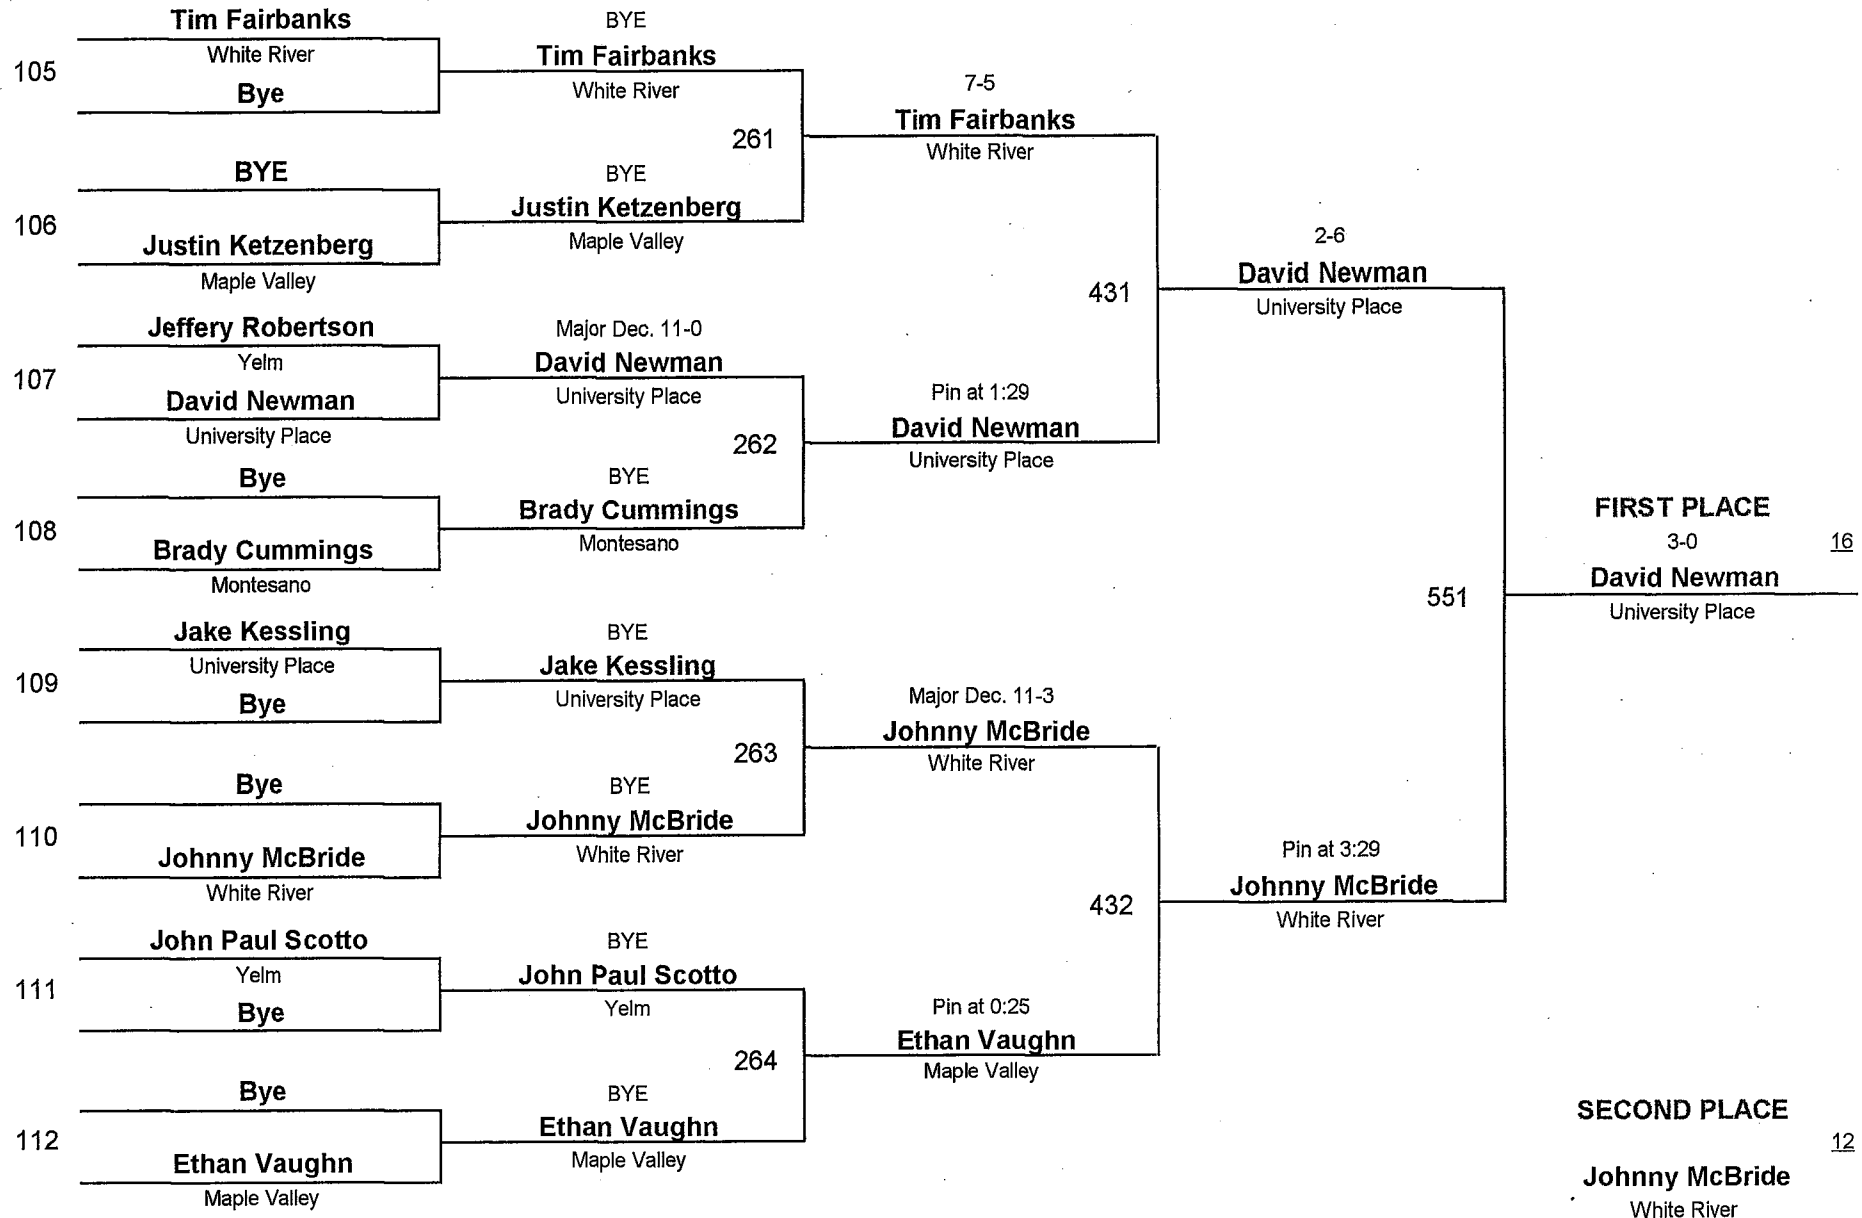 Tim Fairbanks
White River
105
Bye
BYE
106
Justin Ketzenberg
Maple Valley
Jeffery Robertson
Yelm
107
David Newman
University Place
Bye
108
Brady Cummings
Montesano
Jake Kessling
University Place
109
Bye
Bye
110
Johnny McBride
White River
John Paul Scotto
Yelm
111
Bye
Bye
112
Ethan Vaughn
Maple Valley
BYE
Tim Fairbanks
White River
261
BYE
Justin Ketzenberg
Maple Valley
Major Dec. 11-0
David Newman
University Place
262
BYE
Brady Cummings
Montesano
BYE
Jake Kessling
University Place
263
BYE
Johnny McBride
White River
BYE
John Paul Scotto
Yelm
264
BYE
Ethan Vaughn
Maple Valley
7-5
Tim Fairbanks
White River
431
Pin at 1:29
David Newman
University Place
Major Dec. 11-3
Johnny McBride
White River
432
Pin at 0:25
Ethan Vaughn
Maple Valley
2-6
David Newman
University Place
551
Pin at 3:29
Johnny McBride
White River
FIRST PLACE
3-0
16
David Newman
University Place
SECOND PLACE
12
Johnny McBride
White River